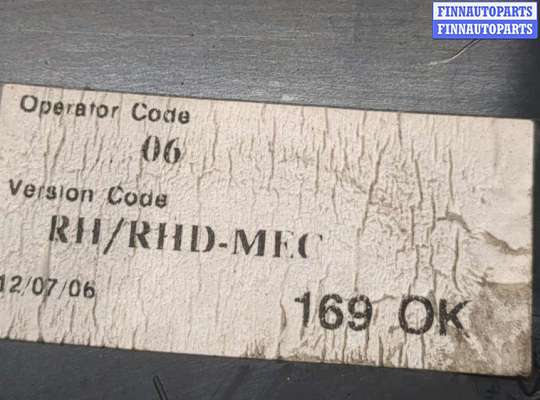 FINNAUTOPARTS
FINNAUTOPARTS
Operator Code
06
Version Code
RH/RHD-MEC
12/07/06
169 OK